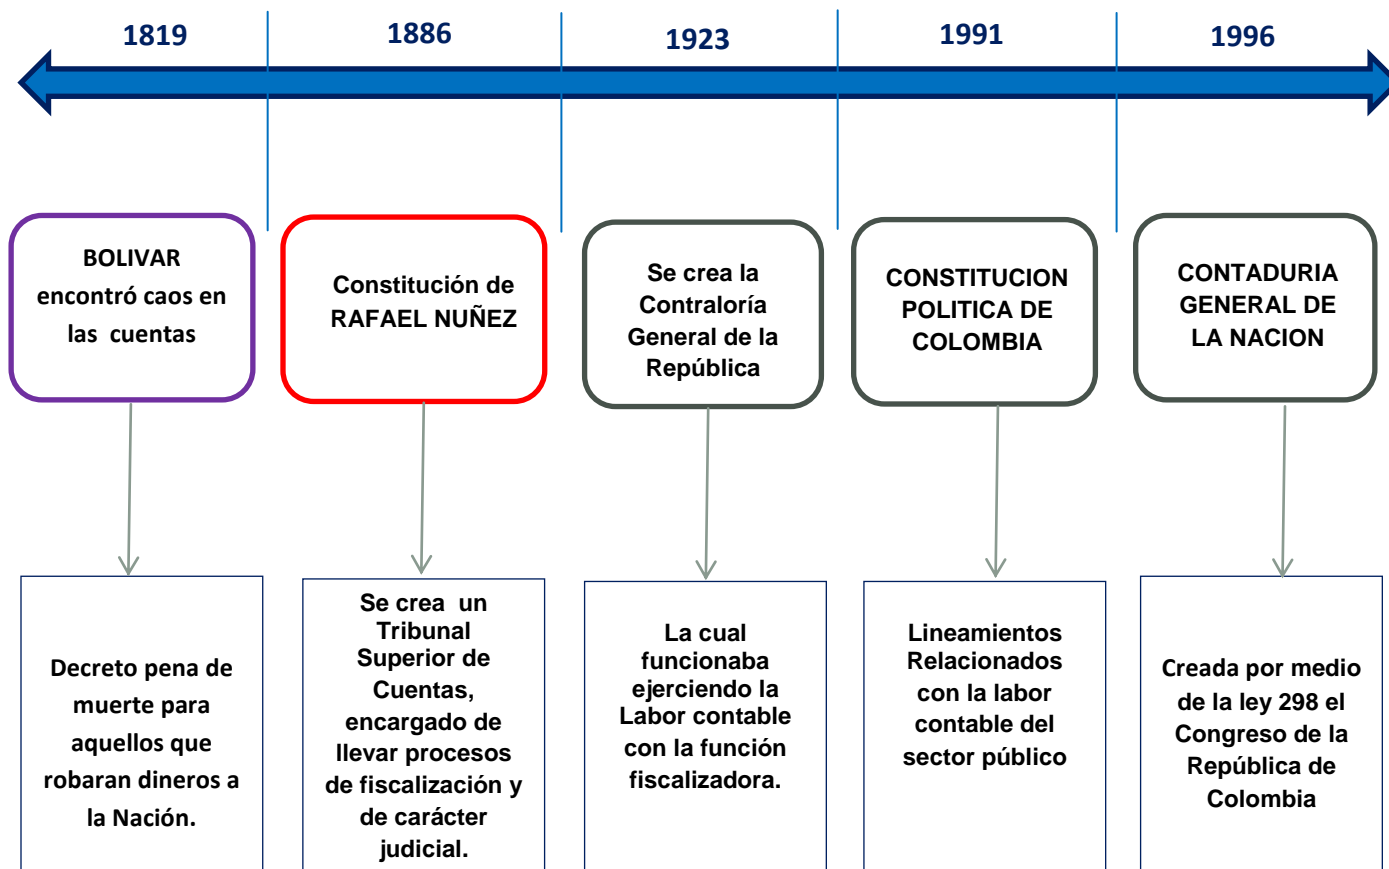 1819
1886
1923
1991
1996
BOLIVAR
encontró caos en
las cuentas
Constitución de
RAFAEL NUÑEZ
Se crea la
Contraloría
General de la
República
CONSTITUCION
POLITICA DE
COLOMBIA
CONTADURIA
GENERAL DE
LA NACION
Decreto pena de
muerte para
aquellos que
robaran dineros a
la Nación.
Se crea un
Tribunal
Superior de
Cuentas,
encargado de
llevar procesos
de fiscalización y
de carácter
judicial.
La cual
funcionaba
ejerciendo la
Labor contable
con la función
fiscalizadora.
Lineamientos
Relacionados
con la labor
contable del
sector público
Creada por medio
de la ley 298 el
Congreso de la
República de
Colombia